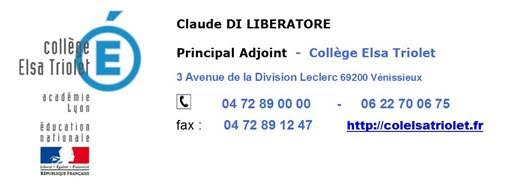 collège
Elsa Triolet
É
académie
Lyon
éducation
nationale
Liberté • Égalité • Fraternité
RÉPUBLIQUE FRANÇAISE
Claude DI LIBERATORE
Principal Adjoint - Collège Elsa Triolet
3 Avenue de la Division Leclerc 69200 Vénissieux
04 72 89 00 00 - 06 22 70 06 75
fax : 04 72 89 12 47 http://colelsatriolet.fr